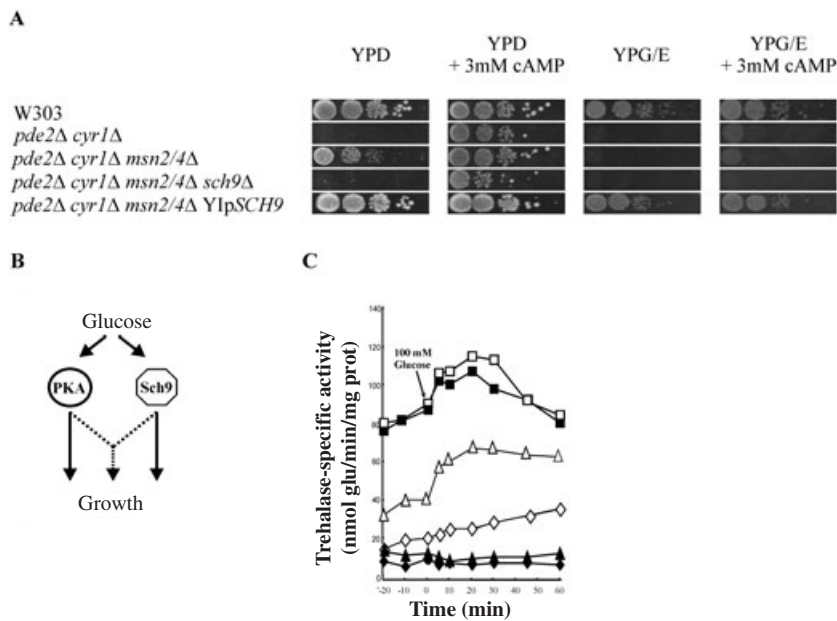 A
YPD
YPD
+ 3mM cAMP
YPG/E
YPG/E
+ 3mM cAMP
W303
pde2Δ cyr1Δ
pde2Δ cyr1Δ msn2/4Δ
pde2Δ cyr1Δ msn2/4Δ sch9Δ
pde2Δ cyr1Δ msn2/4Δ YIpSCH9
B
Glucose
PKA
Sch9
Growth
C
Trehalase-specific activity
(nmol glu/min/mg prot)
140
120
100
80
60
40
20
0
100 mM
Glucose
-20 -10 0 10 20 30 40 50 60
Time (min)